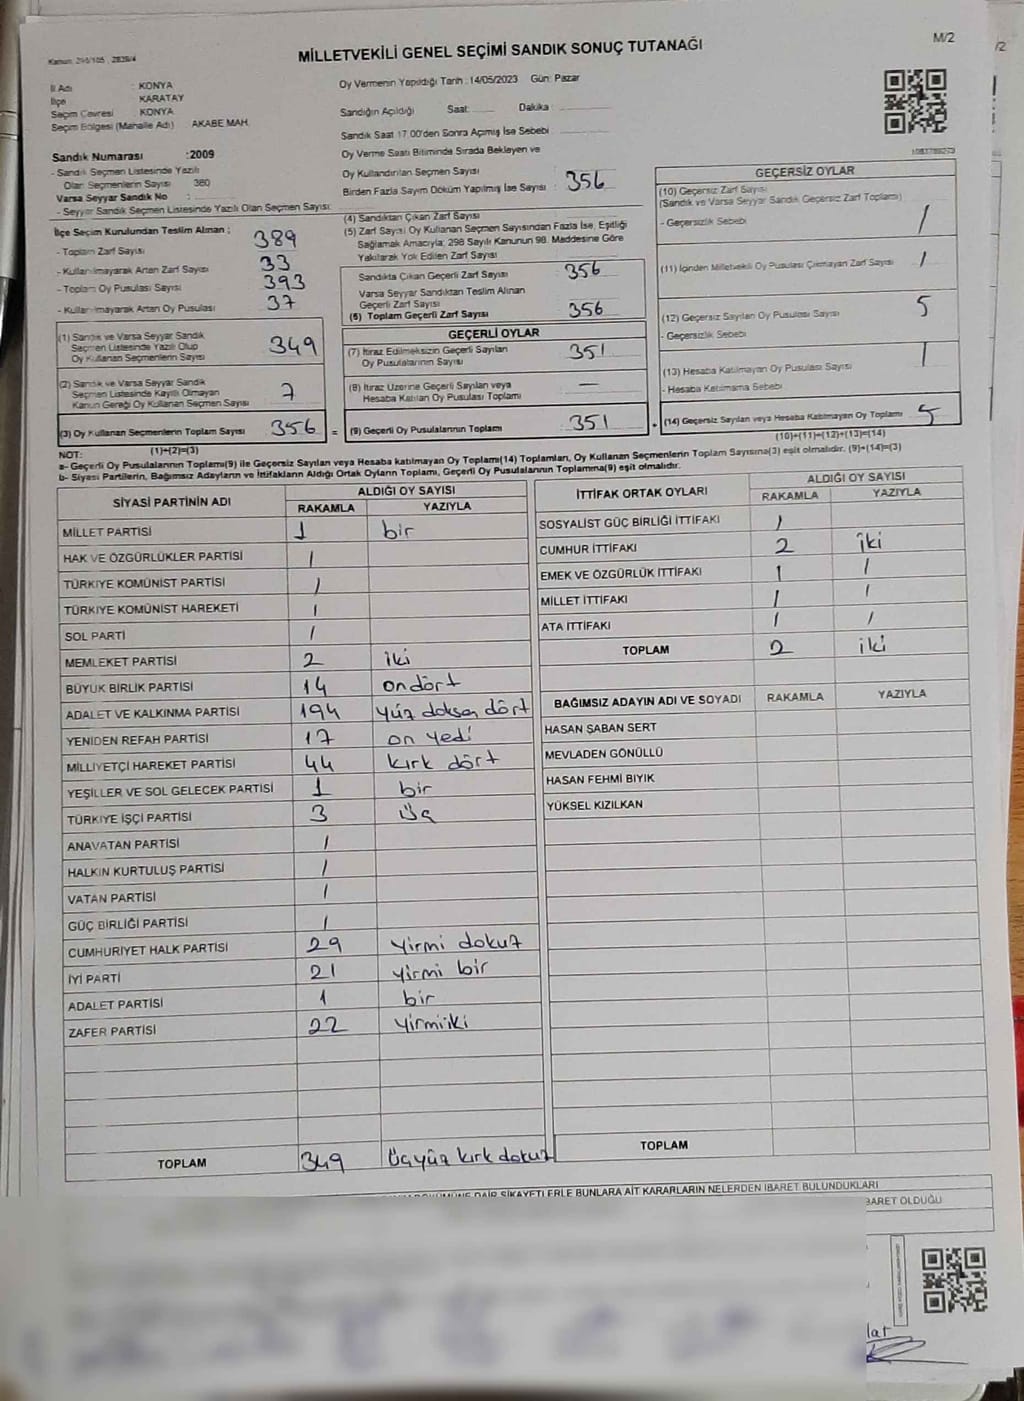 M/2
/2
Kanun: 298/105 , 2839/4
MİLLETVEKİLİ GENEL SEÇİMİ SANDIK SONUÇ TUTANAĞI
İl Adı : KONYA
İlçe : KARATAY
Seçim Çevresi : KONYA
Seçim Bölgesi (Mahalle Adı) AKABE MAH.
Sandık Numarası :2009
- Sandık Seçmen Listesinde Yazılı
Olan Seçmenlerin Sayısı 380
Varsa Seyyar Sandık No :
- Seyyar Sandık Seçmen Listesinde Yazılı Olan Seçmen Sayısı:
Oy Vermenin Yapıldığı Tarih : 14/05/2023 Gün: Pazar
Sandığın Açıldığı Saat: Dakika :
Sandık Saat 17.00'den Sonra Açılmış İse Sebebi
Oy Verme Saati Bitiminde Sırada Bekleyen ve
Oy Kullandırılan Seçmen Sayısı
Birden Fazla Sayım Döküm Yapılmış İse Sayısı :
356
(4) Sandıktan Çıkan Zarf Sayısı
(5) Zarf Sayısı Oy Kullanan Seçmen Sayısından Fazla İse, Eşitliği
Sağlamak Amacıyla, 298 Sayılı Kanunun 98. Maddesine Göre
Yakılarak Yok Edilen Zarf Sayısı
İlçe Seçim Kurulundan Teslim Alınan ;
- Toplam Zarf Sayısı 389
- Kullanılmayarak Artan Zarf Sayısı 33
- Toplam Oy Pusulası Sayısı 393
- Kullanılmayarak Artan Oy Pusulası 37
(1) Sandık ve Varsa Seyyar Sandık
Seçmen Listesinde Yazılı Olup
Oy Kullanan Seçmenlerin Sayısı 349
(2) Sandık ve Varsa Seyyar Sandık
Seçmen Listesinde Kayıtlı Olmayan
Kanun Gereği Oy Kullanan Seçmen Sayısı 7
(3) Oy Kullanan Seçmenlerin Toplam Sayısı 356 =
(1)+(2)=(3)
Sandıkta Çıkan Geçerli Zarf Sayısı 356
Varsa Seyyar Sandıktan Teslim Alınan
Geçerli Zarf Sayısı
(6) Toplam Geçerli Zarf Sayısı 356
GEÇERLİ OYLAR
(7) İtiraz Edilmeksizin Geçerli Sayılan
Oy Pusulalarının Sayısı 351
(8) İtiraz Üzerine Geçerli Sayılan veya
Hesaba Katılan Oy Pusulası Toplamı —
(9) Geçerli Oy Pusulalarının Toplamı 351 +
GEÇERSİZ OYLAR
(10) Geçersiz Zarf Sayısı
(Sandık ve Varsa Seyyar Sandık Geçersiz Zarf Toplamı)
- Geçersizlik Sebebi /
(11) İçinden Milletvekili Oy Pusulası Çıkmayan Zarf Sayısı /
(12) Geçersiz Sayılan Oy Pusulası Sayısı 5
- Geçersizlik Sebebi
(13) Hesaba Katılmayan Oy Pusulası Sayısı /
- Hesaba Katılmama Sebebi
(14) Geçersiz Sayılan veya Hesaba Katılmayan Oy Toplamı 5
(10)+(11)+(12)+(13)=(14)
NOT:
a- Geçerli Oy Pusulalarının Toplamı(9) ile Geçersiz Sayılan veya Hesaba katılmayan Oy Toplamı(14) Toplamları, Oy Kullanan Seçmenlerin Toplam Sayısına(3) eşit olmalıdır. (9)+(14)=(3)
b- Siyasi Partilerin, Bağımsız Adayların ve İttifakların Aldığı Ortak Oyların Toplamı, Geçerli Oy Pusulalarının Toplamına(9) eşit olmalıdır.
SİYASİ PARTİNİN ADI ALDIĞI OY SAYISI
RAKAMLA YAZIYLA
MİLLET PARTİSİ 1 bir
HAK VE ÖZGÜRLÜKLER PARTİSİ /
TÜRKİYE KOMÜNİST PARTİSİ /
TÜRKİYE KOMÜNİST HAREKETİ /
SOL PARTİ /
MEMLEKET PARTİSİ 2 iki
BÜYÜK BİRLİK PARTİSİ 14 ondört
ADALET VE KALKINMA PARTİSİ 194 yüz doksan dört
YENİDEN REFAH PARTİSİ 17 on yedi
MİLLİYETÇİ HAREKET PARTİSİ 44 kırk dört
YEŞİLLER VE SOL GELECEK PARTİSİ 1 bir
TÜRKİYE İŞÇİ PARTİSİ 3 üç
ANAVATAN PARTİSİ /
HALKIN KURTULUŞ PARTİSİ /
VATAN PARTİSİ /
GÜÇ BİRLİĞİ PARTİSİ /
CUMHURİYET HALK PARTİSİ 29 yirmi dokuz
İYİ PARTİ 21 yirmi bir
ADALET PARTİSİ 1 bir
ZAFER PARTİSİ 22 yirmiiki
TOPLAM 349 üçyüz kırk dokuz
İTTİFAK ORTAK OYLARI ALDIĞI OY SAYISI
RAKAMLA YAZIYLA
SOSYALİST GÜÇ BİRLİĞİ İTTİFAKI /
CUMHUR İTTİFAKI 2 iki
EMEK VE ÖZGÜRLÜK İTTİFAKI / /
MİLLET İTTİFAKI / /
ATA İTTİFAKI / /
TOPLAM 2 iki
BAĞIMSIZ ADAYIN ADI VE SOYADI RAKAMLA YAZIYLA
HASAN ŞABAN SERT
MEVLADEN GÖNÜLLÜ
HASAN FEHMİ BIYIK
YÜKSEL KIZILKAN
TOPLAM
DAİR ŞİKAYETLERLE BUNLARA AİT KARARLARIN NELERDEN İBARET BULUNDUKLARI
BARET OLDUĞU
lat